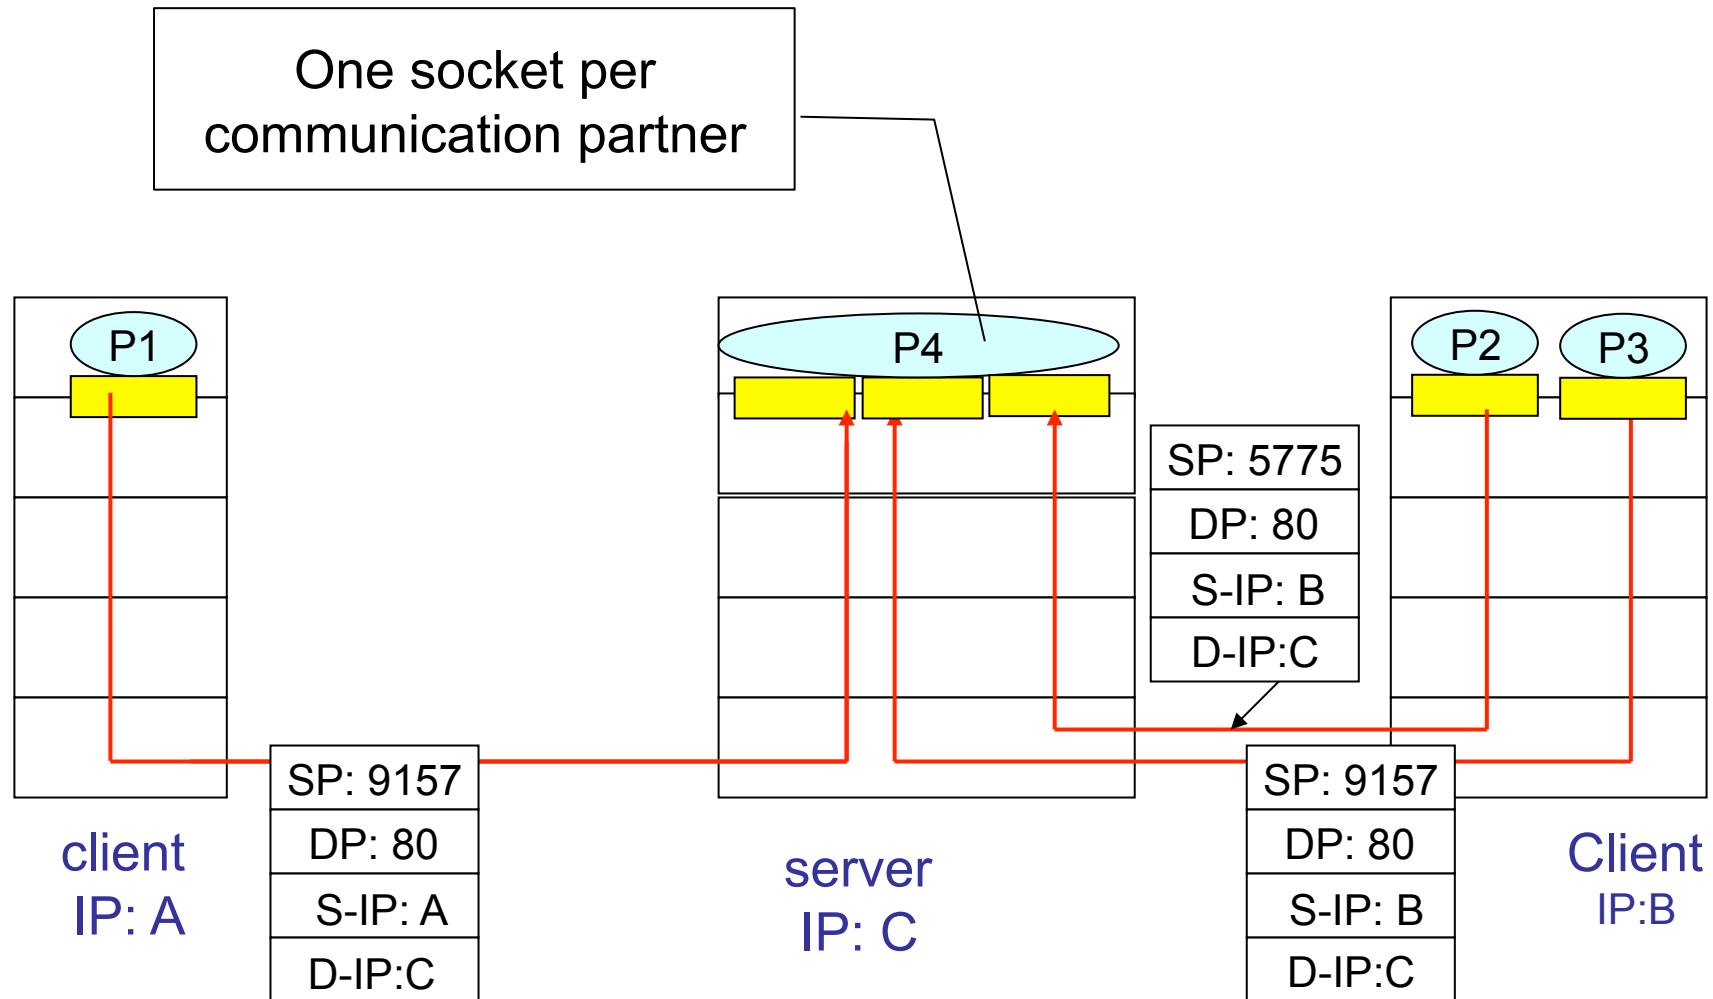 One socket per
communication partner
P1
P4
P2
P3
SP: 5775
DP: 80
S-IP: B
D-IP:C
SP: 9157
DP: 80
S-IP: A
D-IP:C
SP: 9157
DP: 80
S-IP: B
D-IP:C
client
IP: A
server
IP: C
Client
IP:B